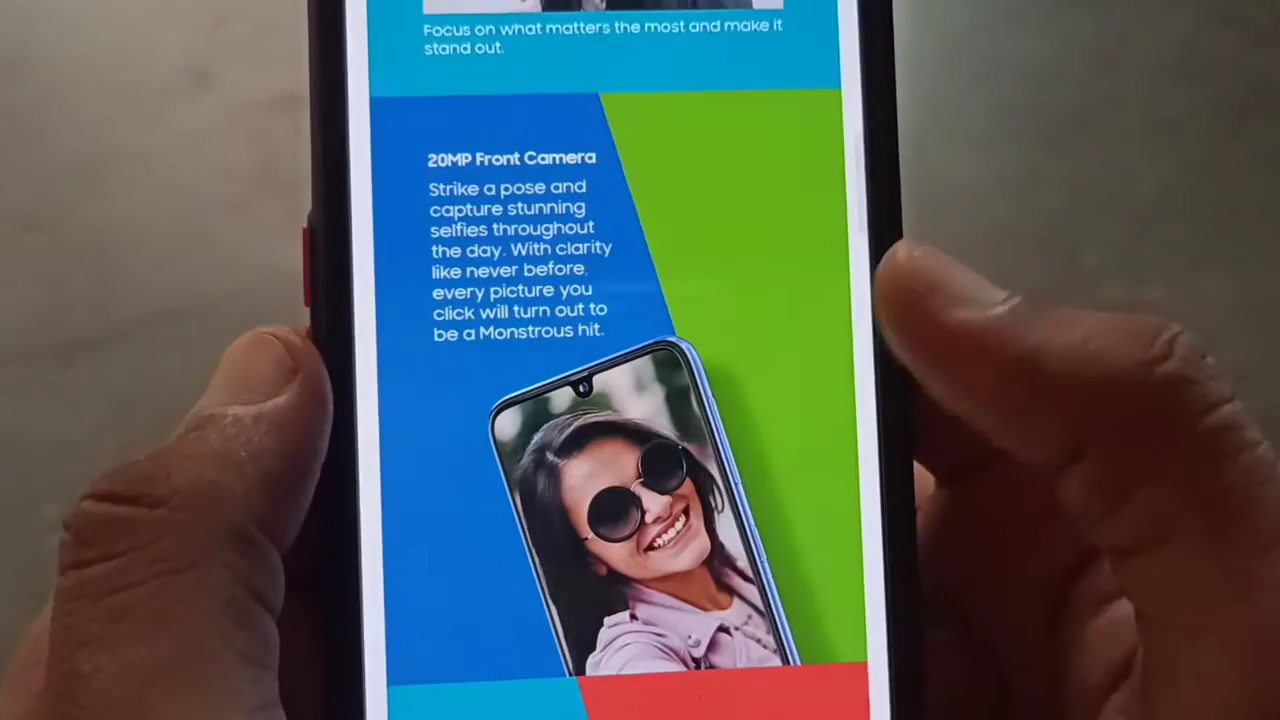 Focus on what matters the most and make it
stand out.
20MP Front Camera
Strike a pose and
capture stunning
selfies throughout
the day. With clarity
like never before,
every picture you
click will turn out to
be a Monstrous hit.